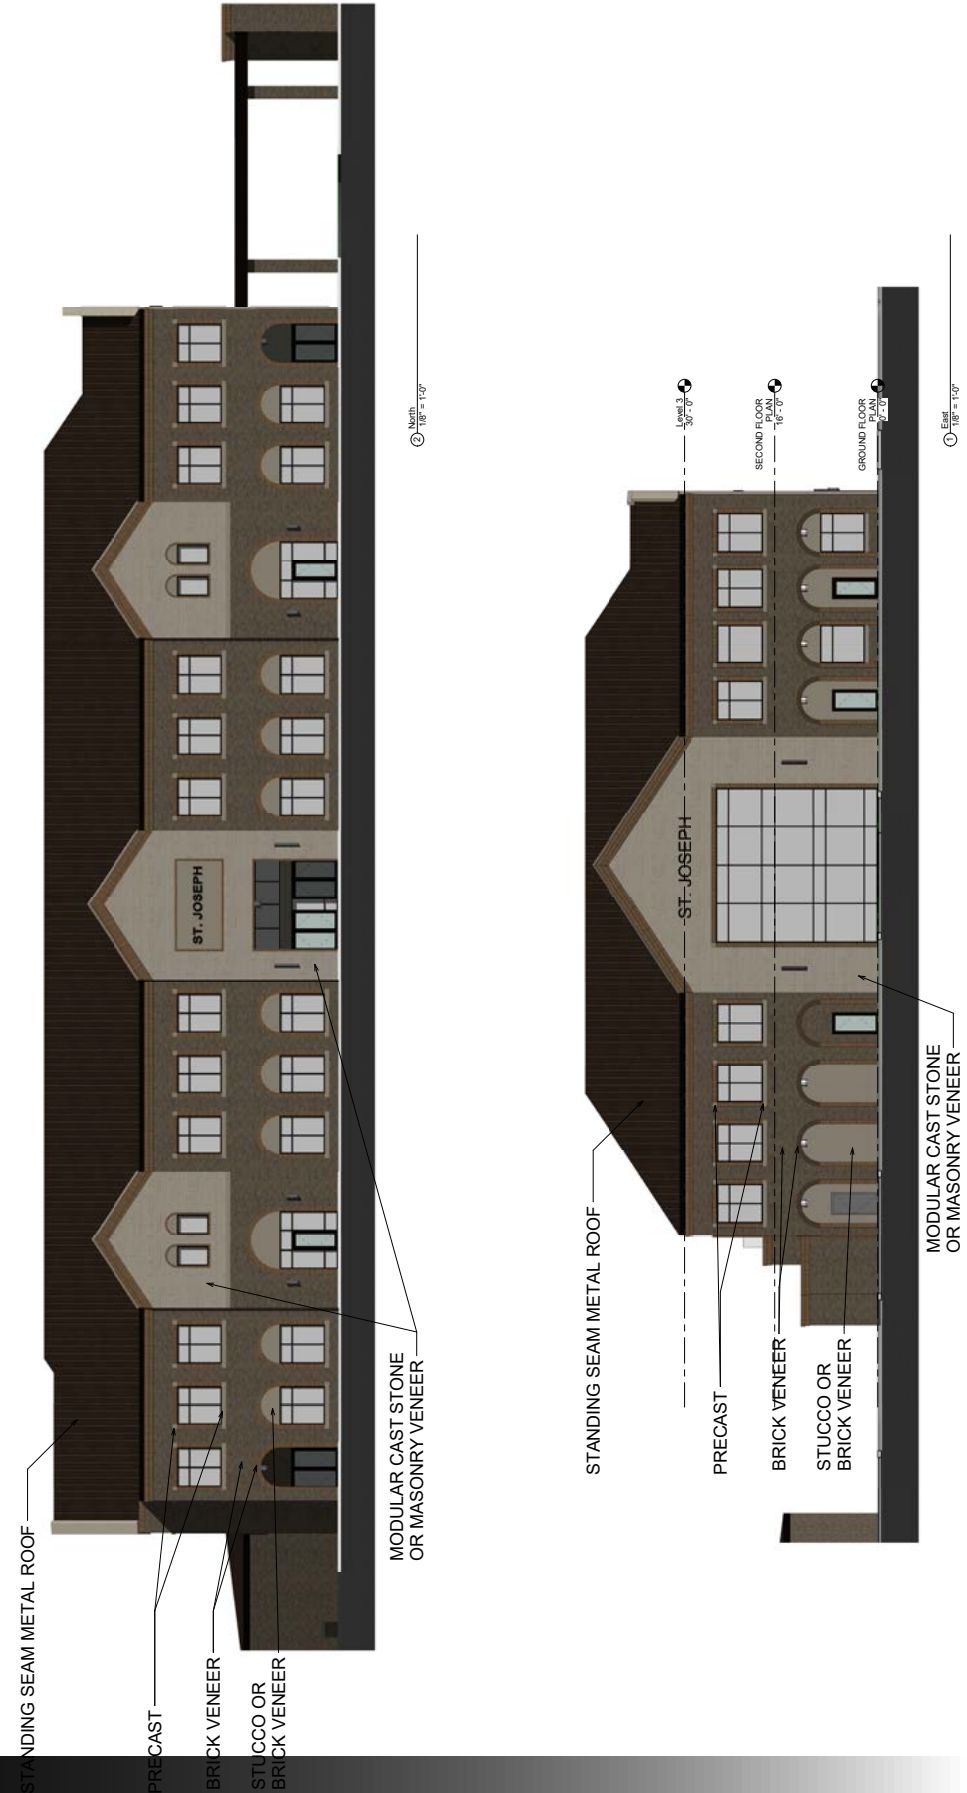 STANDING SEAM METAL ROOF
PRECAST
BRICK VENEER
STUCCO OR
BRICK VENEER
MODULAR CAST STONE
OR MASONRY VENEER
ST. JOSEPH
2
North
1/8" = 1'-0"
STANDING SEAM METAL ROOF
PRECAST
BRICK VENEER
STUCCO OR
BRICK VENEER
MODULAR CAST STONE
OR MASONRY VENEER
ST. JOSEPH
Level 3
30' - 0"
SECOND FLOOR
PLAN
16' - 0"
GROUND FLOOR
PLAN
0' - 0"
1
East
1/8" = 1'-0"